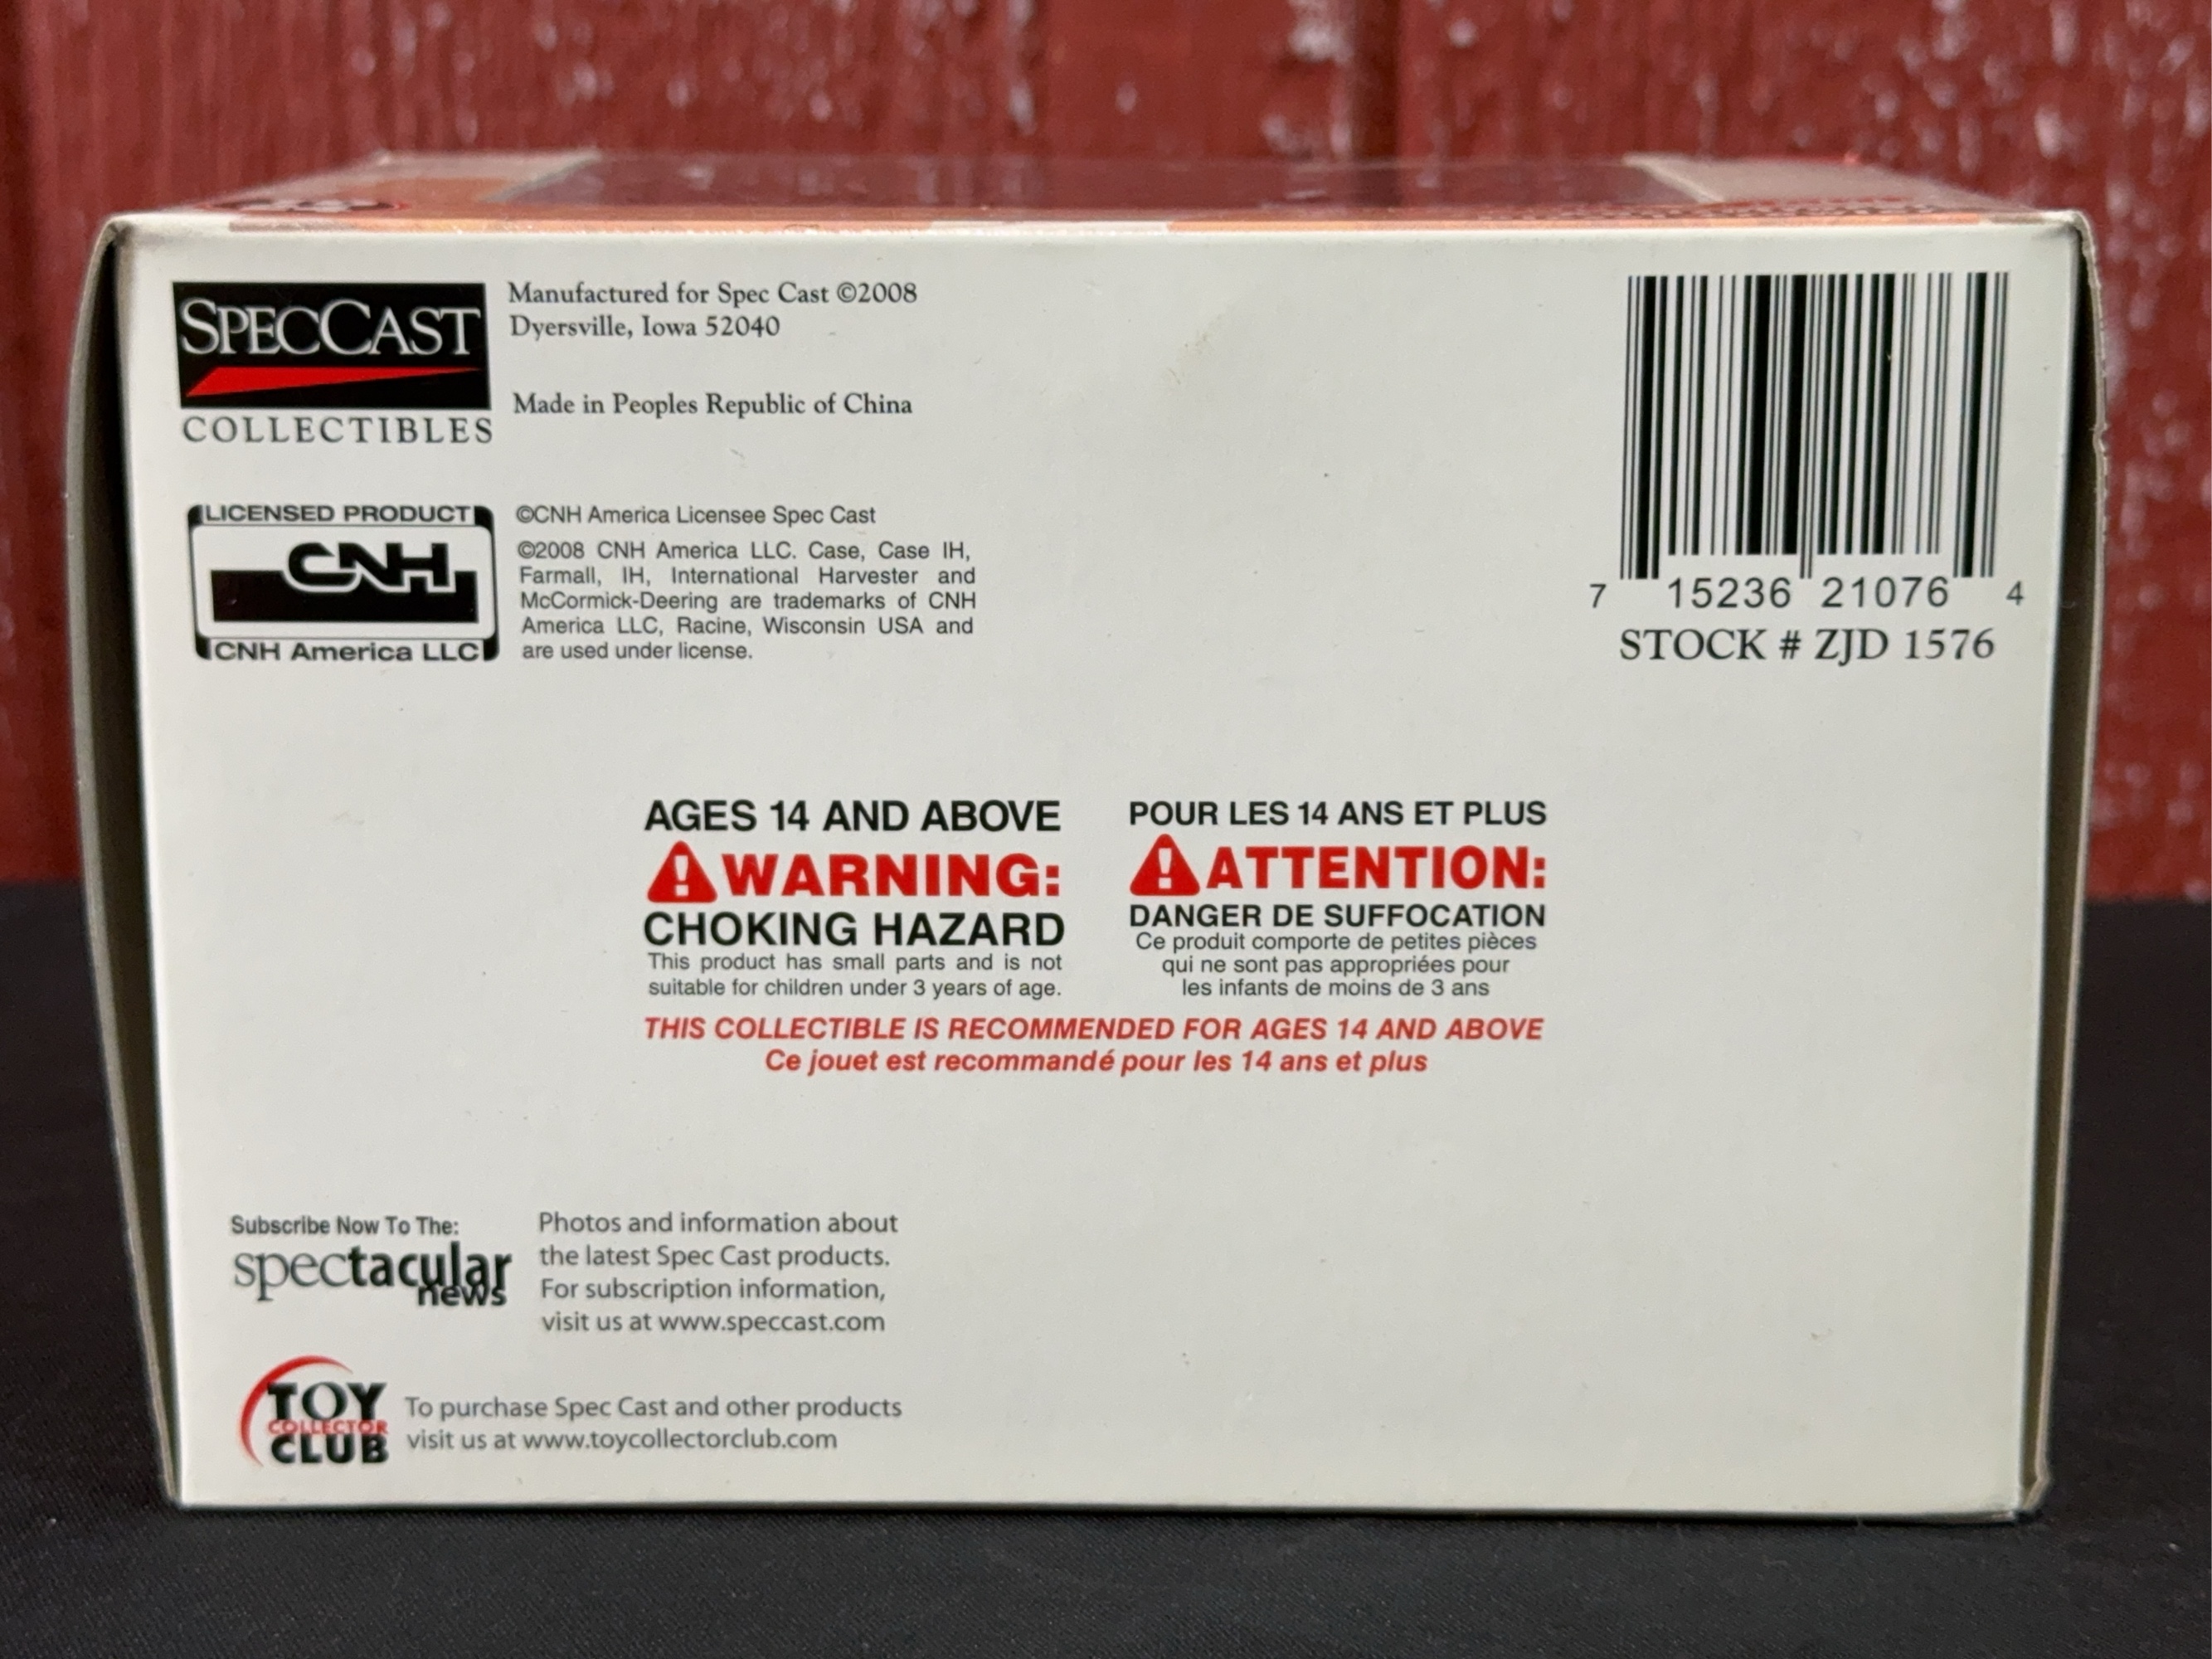 SPECCAST
COLLECTIBLES
Manufactured for Spec Cast ©2008
Dyersville, Iowa 52040
Made in Peoples Republic of China
LICENSED PRODUCT
CNH
CNH America LLC
©CNH America Licensee Spec Cast
©2008 CNH America LLC. Case, Case IH,
Farmall, IH, International Harvester and
McCormick-Deering are trademarks of CNH
America LLC, Racine, Wisconsin USA and
are used under license.
7 15236 21076 4
STOCK # ZJD 1576
AGES 14 AND ABOVE
WARNING:
CHOKING HAZARD
This product has small parts and is not
suitable for children under 3 years of age.
POUR LES 14 ANS ET PLUS
ATTENTION:
DANGER DE SUFFOCATION
Ce produit comporte de petites pièces
qui ne sont pas appropriées pour
les infants de moins de 3 ans
THIS COLLECTIBLE IS RECOMMENDED FOR AGES 14 AND ABOVE
Ce jouet est recommandé pour les 14 ans et plus
Subscribe Now To The:
spectacular
news
Photos and information about
the latest Spec Cast products.
For subscription information,
visit us at www.speccast.com
TOY
COLLECTOR
CLUB
To purchase Spec Cast and other products
visit us at www.toycollectorclub.com